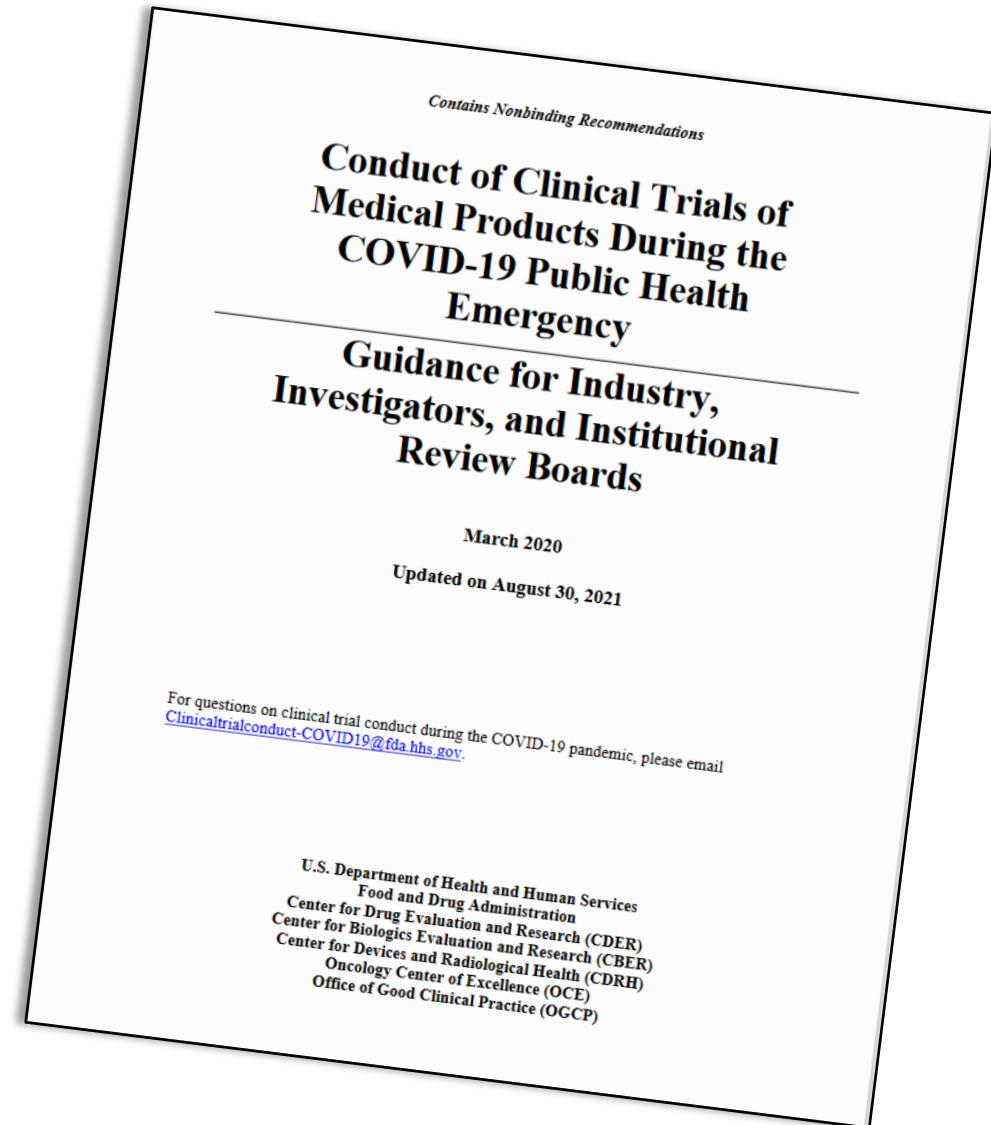 Contains Nonbinding Recommendations
Conduct of Clinical Trials of
Medical Products During the
COVID-19 Public Health
Emergency
Guidance for Industry,
Investigators, and Institutional
Review Boards
March 2020
Updated on August 30, 2021
For questions on clinical trial conduct during the COVID-19 pandemic, please email
Clinicaltrialconduct-COVID19@fda.hhs.gov.
U.S. Department of Health and Human Services
Food and Drug Administration
Center for Drug Evaluation and Research (CDER)
Center for Biologics Evaluation and Research (CBER)
Center for Devices and Radiological Health (CDRH)
Oncology Center of Excellence (OCE)
Office of Good Clinical Practice (OGCP)